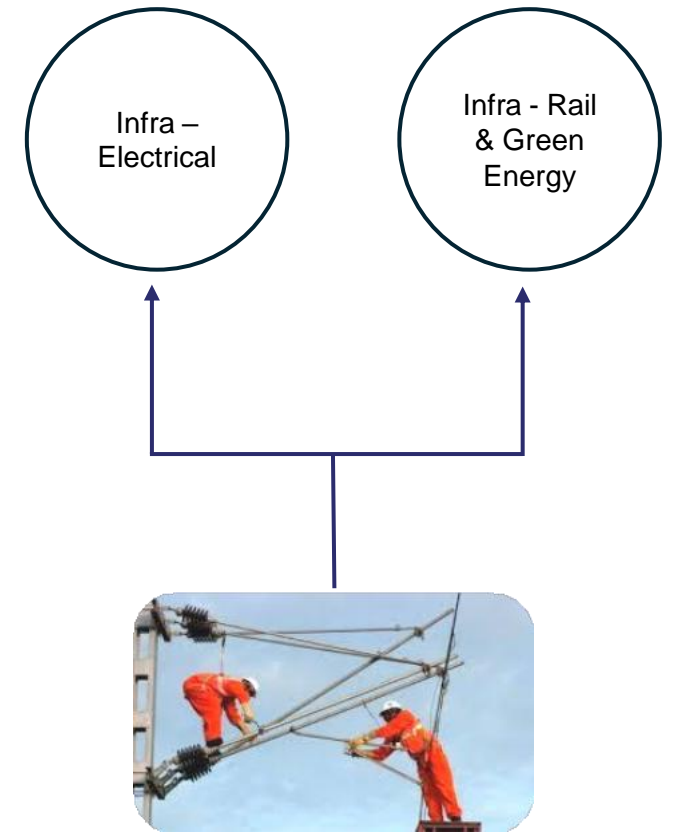 Infra –
Electrical
Infra - Rail
& Green
Energy